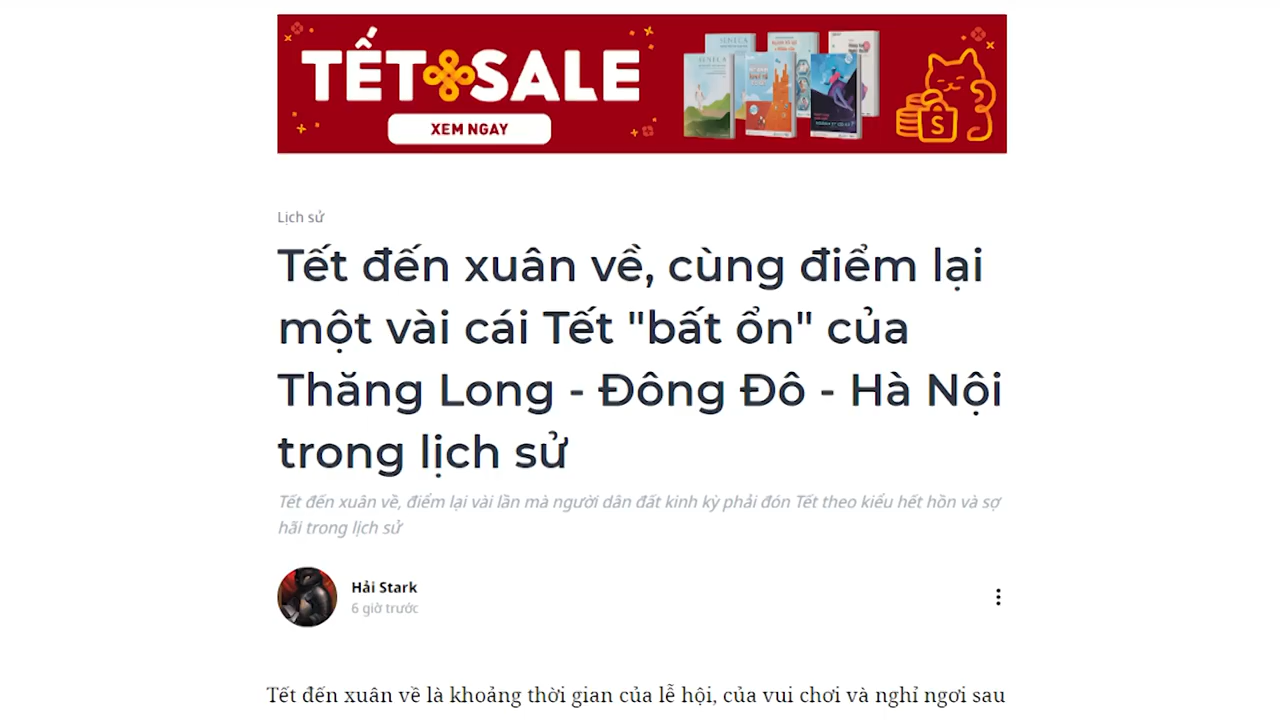 TẾT SALE
XEM NGAY
SENECA
SENECA
S
Lịch sử
Tết đến xuân về, cùng điểm lại
một vài cái Tết "bất ổn" của
Thăng Long - Đông Đô - Hà Nội
trong lịch sử
Tết đến xuân về, điểm lại vài lần mà người dân đất kinh kỳ phải đón Tết theo kiểu hết hồn và sợ
hãi trong lịch sử
Hải Stark
6 giờ trước
Tết đến xuân về là khoảng thời gian của lễ hội, của vui chơi và nghỉ ngơi sau